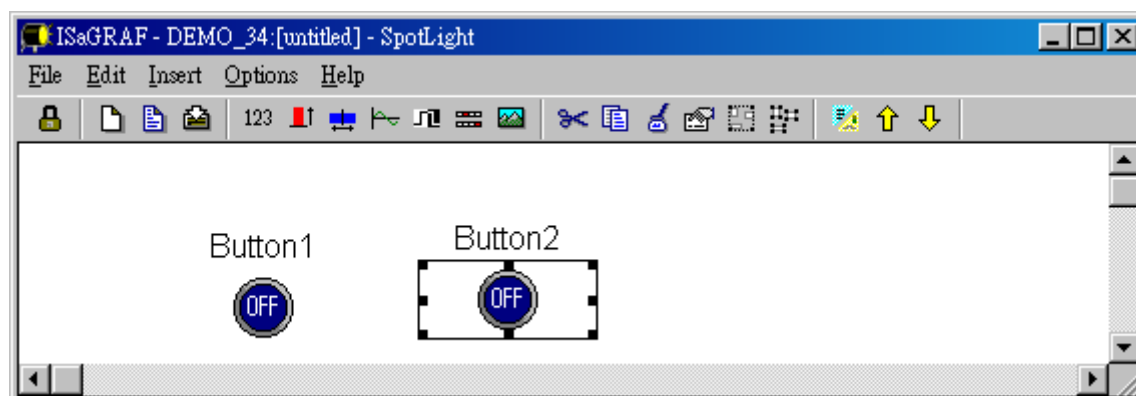 ISaGRAF - DEMO_34:[untitled] - SpotLight
File Edit Insert Options Help
123
Button1 Button2
OFF OFF